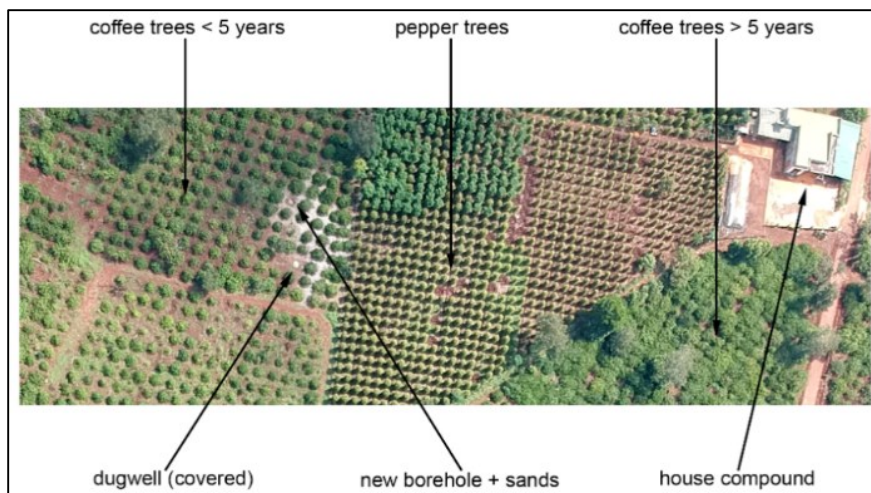 coffee trees < 5 years
pepper trees
coffee trees > 5 years
dugwell (covered)
new borehole + sands
house compound